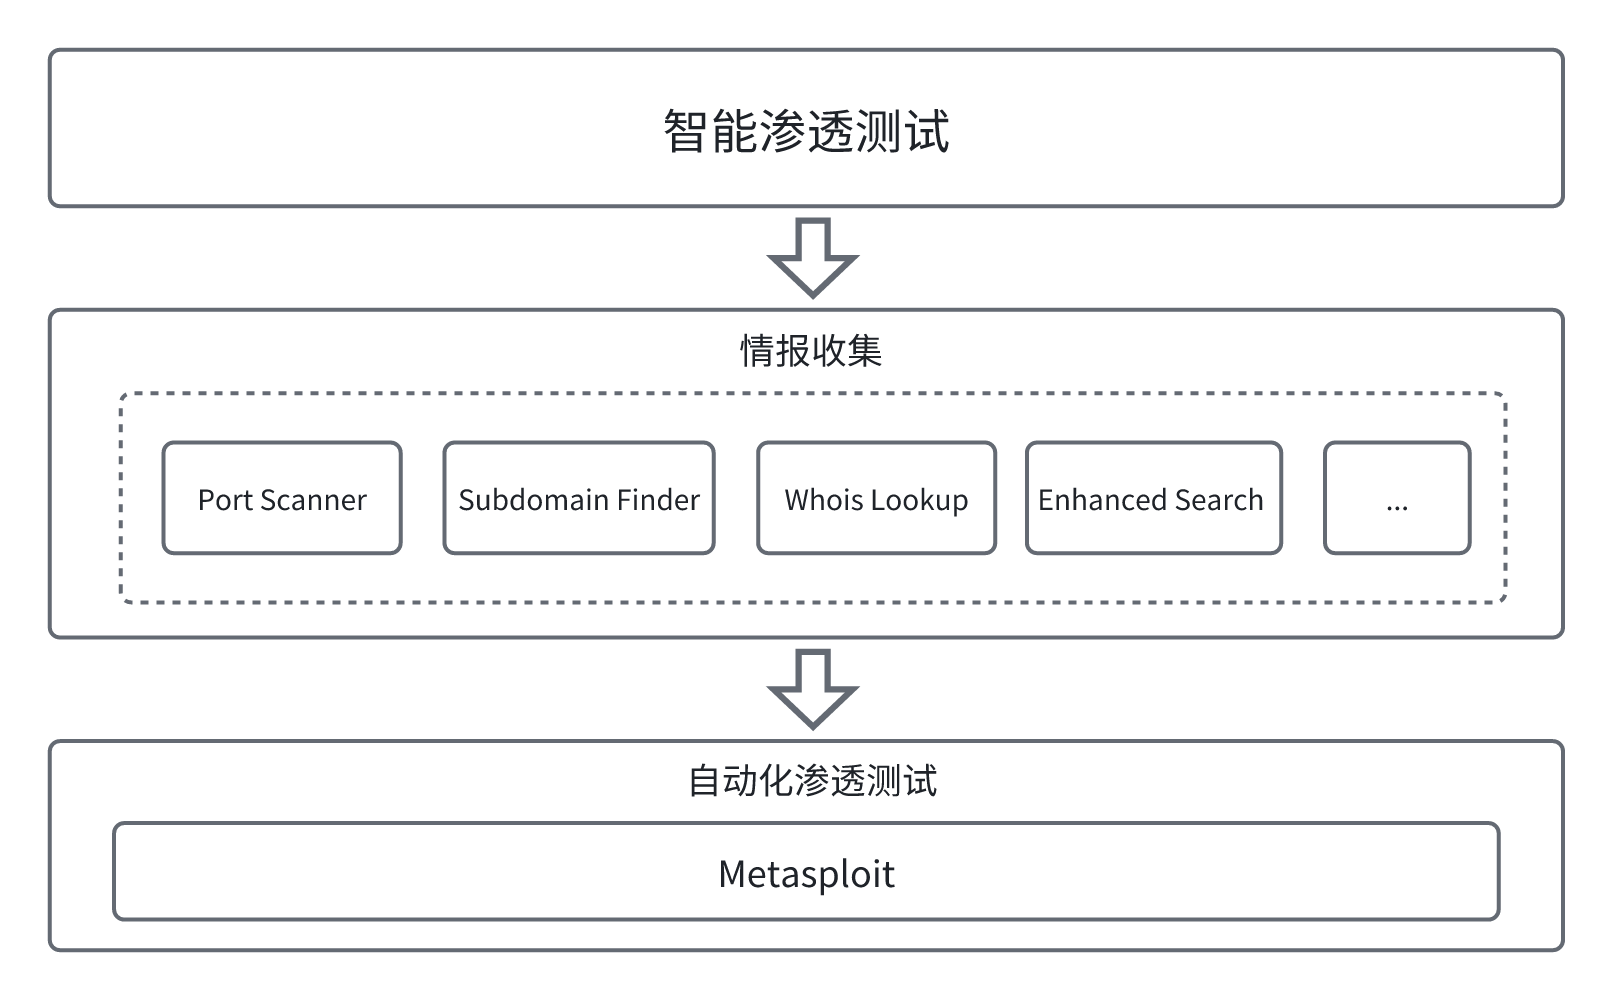 智能渗透测试
情报收集
Port Scanner
Subdomain Finder
Whois Lookup
Enhanced Search
...
自动化渗透测试
Metasploit